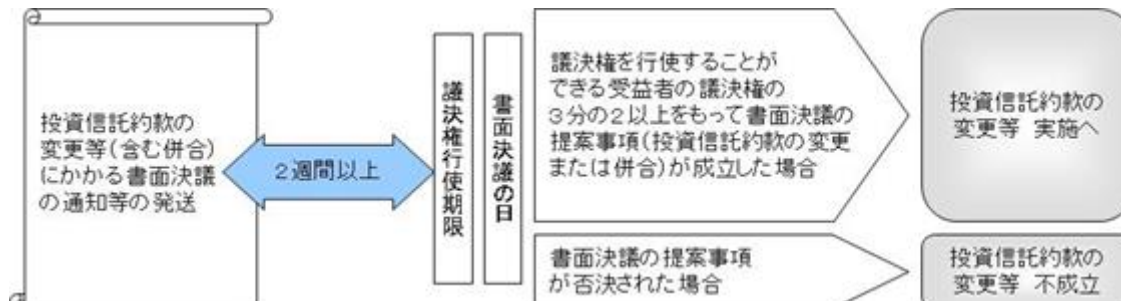 投資信託約款の
変更等(含む併合)
にかかる書面決議
の通知等の発送
２週間以上
議決権行使期限
書面決議の日
議決権を行使することが
できる受益者の議決権の
３分の２以上をもって書面決議の
提案事項(投資信託約款の変更
または併合)が成立した場合
投資信託約款の
変更等 実施へ
書面決議の提案事項
が否決された場合
投資信託約款の
変更等 不成立